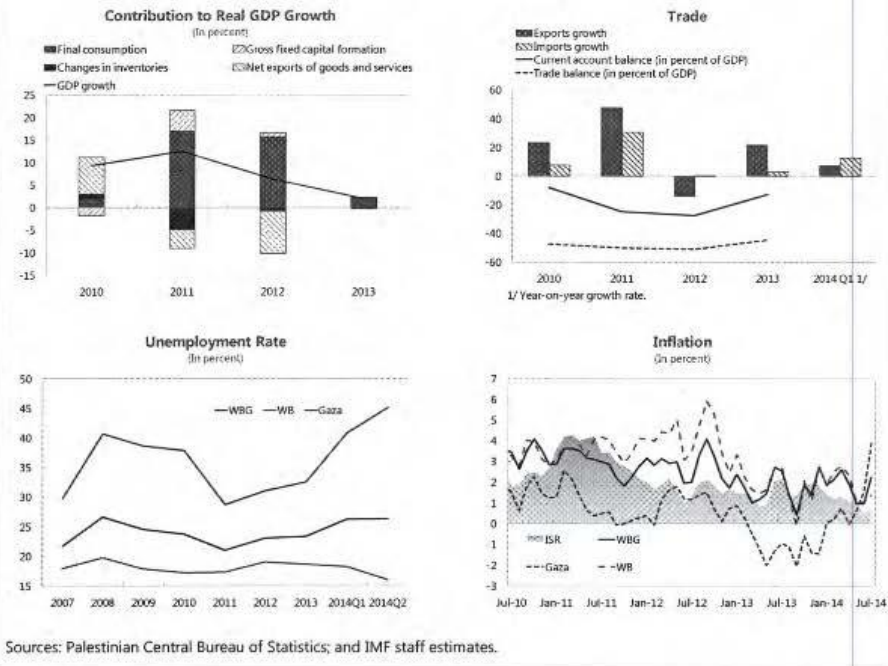 Contribution to Real GDP Growth
(In percent)
Final consumption
Gross fixed capital formation
Changes in inventories
Net exports of goods and services
GDP growth
25
20
15
10
5
0
-5
-10
-15
2010 2011 2012 2013
Trade
Exports growth
Imports growth
Current account balance (in percent of GDP)
Trade balance (in percent of GDP)
60
40
20
0
-20
-40
-60
2010 2011 2012 2013 2014 Q1 1/
1/ Year-on-year growth rate.
Unemployment Rate
(In percent)
50
45
40
35
30
25
20
15
WBG WB Gaza
2007 2008 2009 2010 2011 2012 2013 2014Q1 2014Q2
Inflation
(In percent)
7
6
5
4
3
2
1
0
-1
-2
-3
ISR WBG
Gaza WB
Jul-10 Jan-11 Jul-11 Jan-12 Jul-12 Jan-13 Jul-13 Jan-14 Jul-14
Sources: Palestinian Central Bureau of Statistics; and IMF staff estimates.